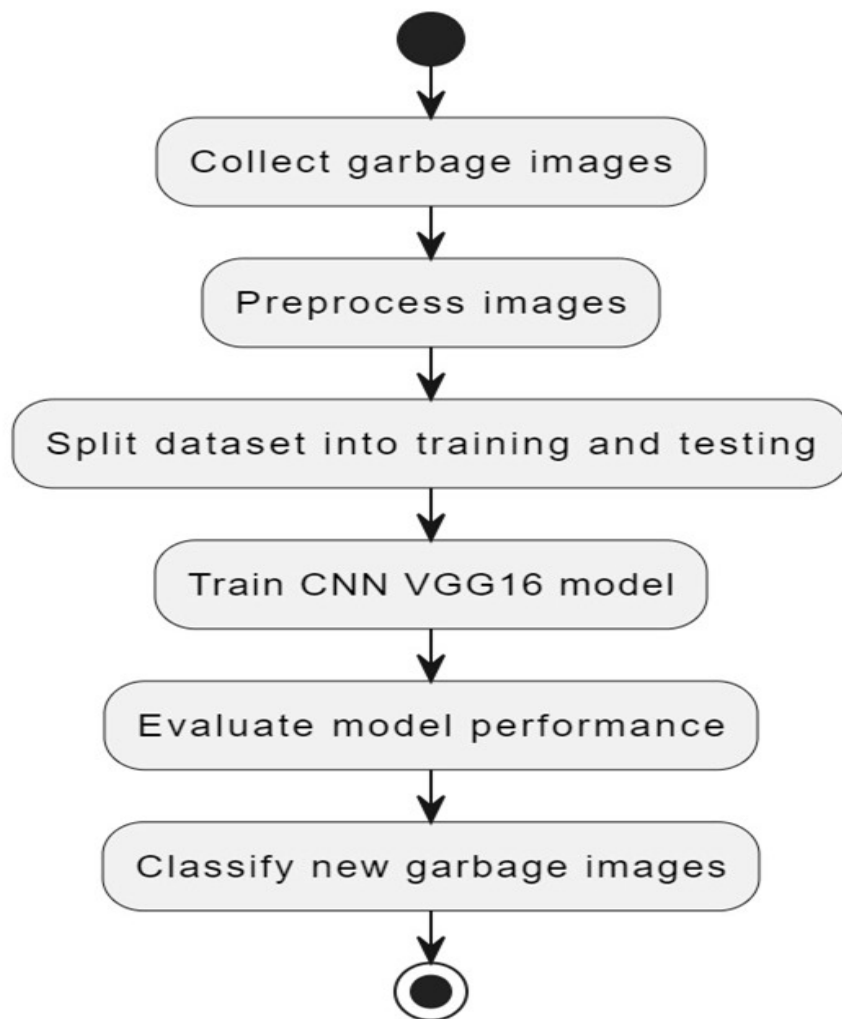 Collect garbage images
Preprocess images
Split dataset into training and testing
Train CNN VGG16 model
Evaluate model performance
Classify new garbage images